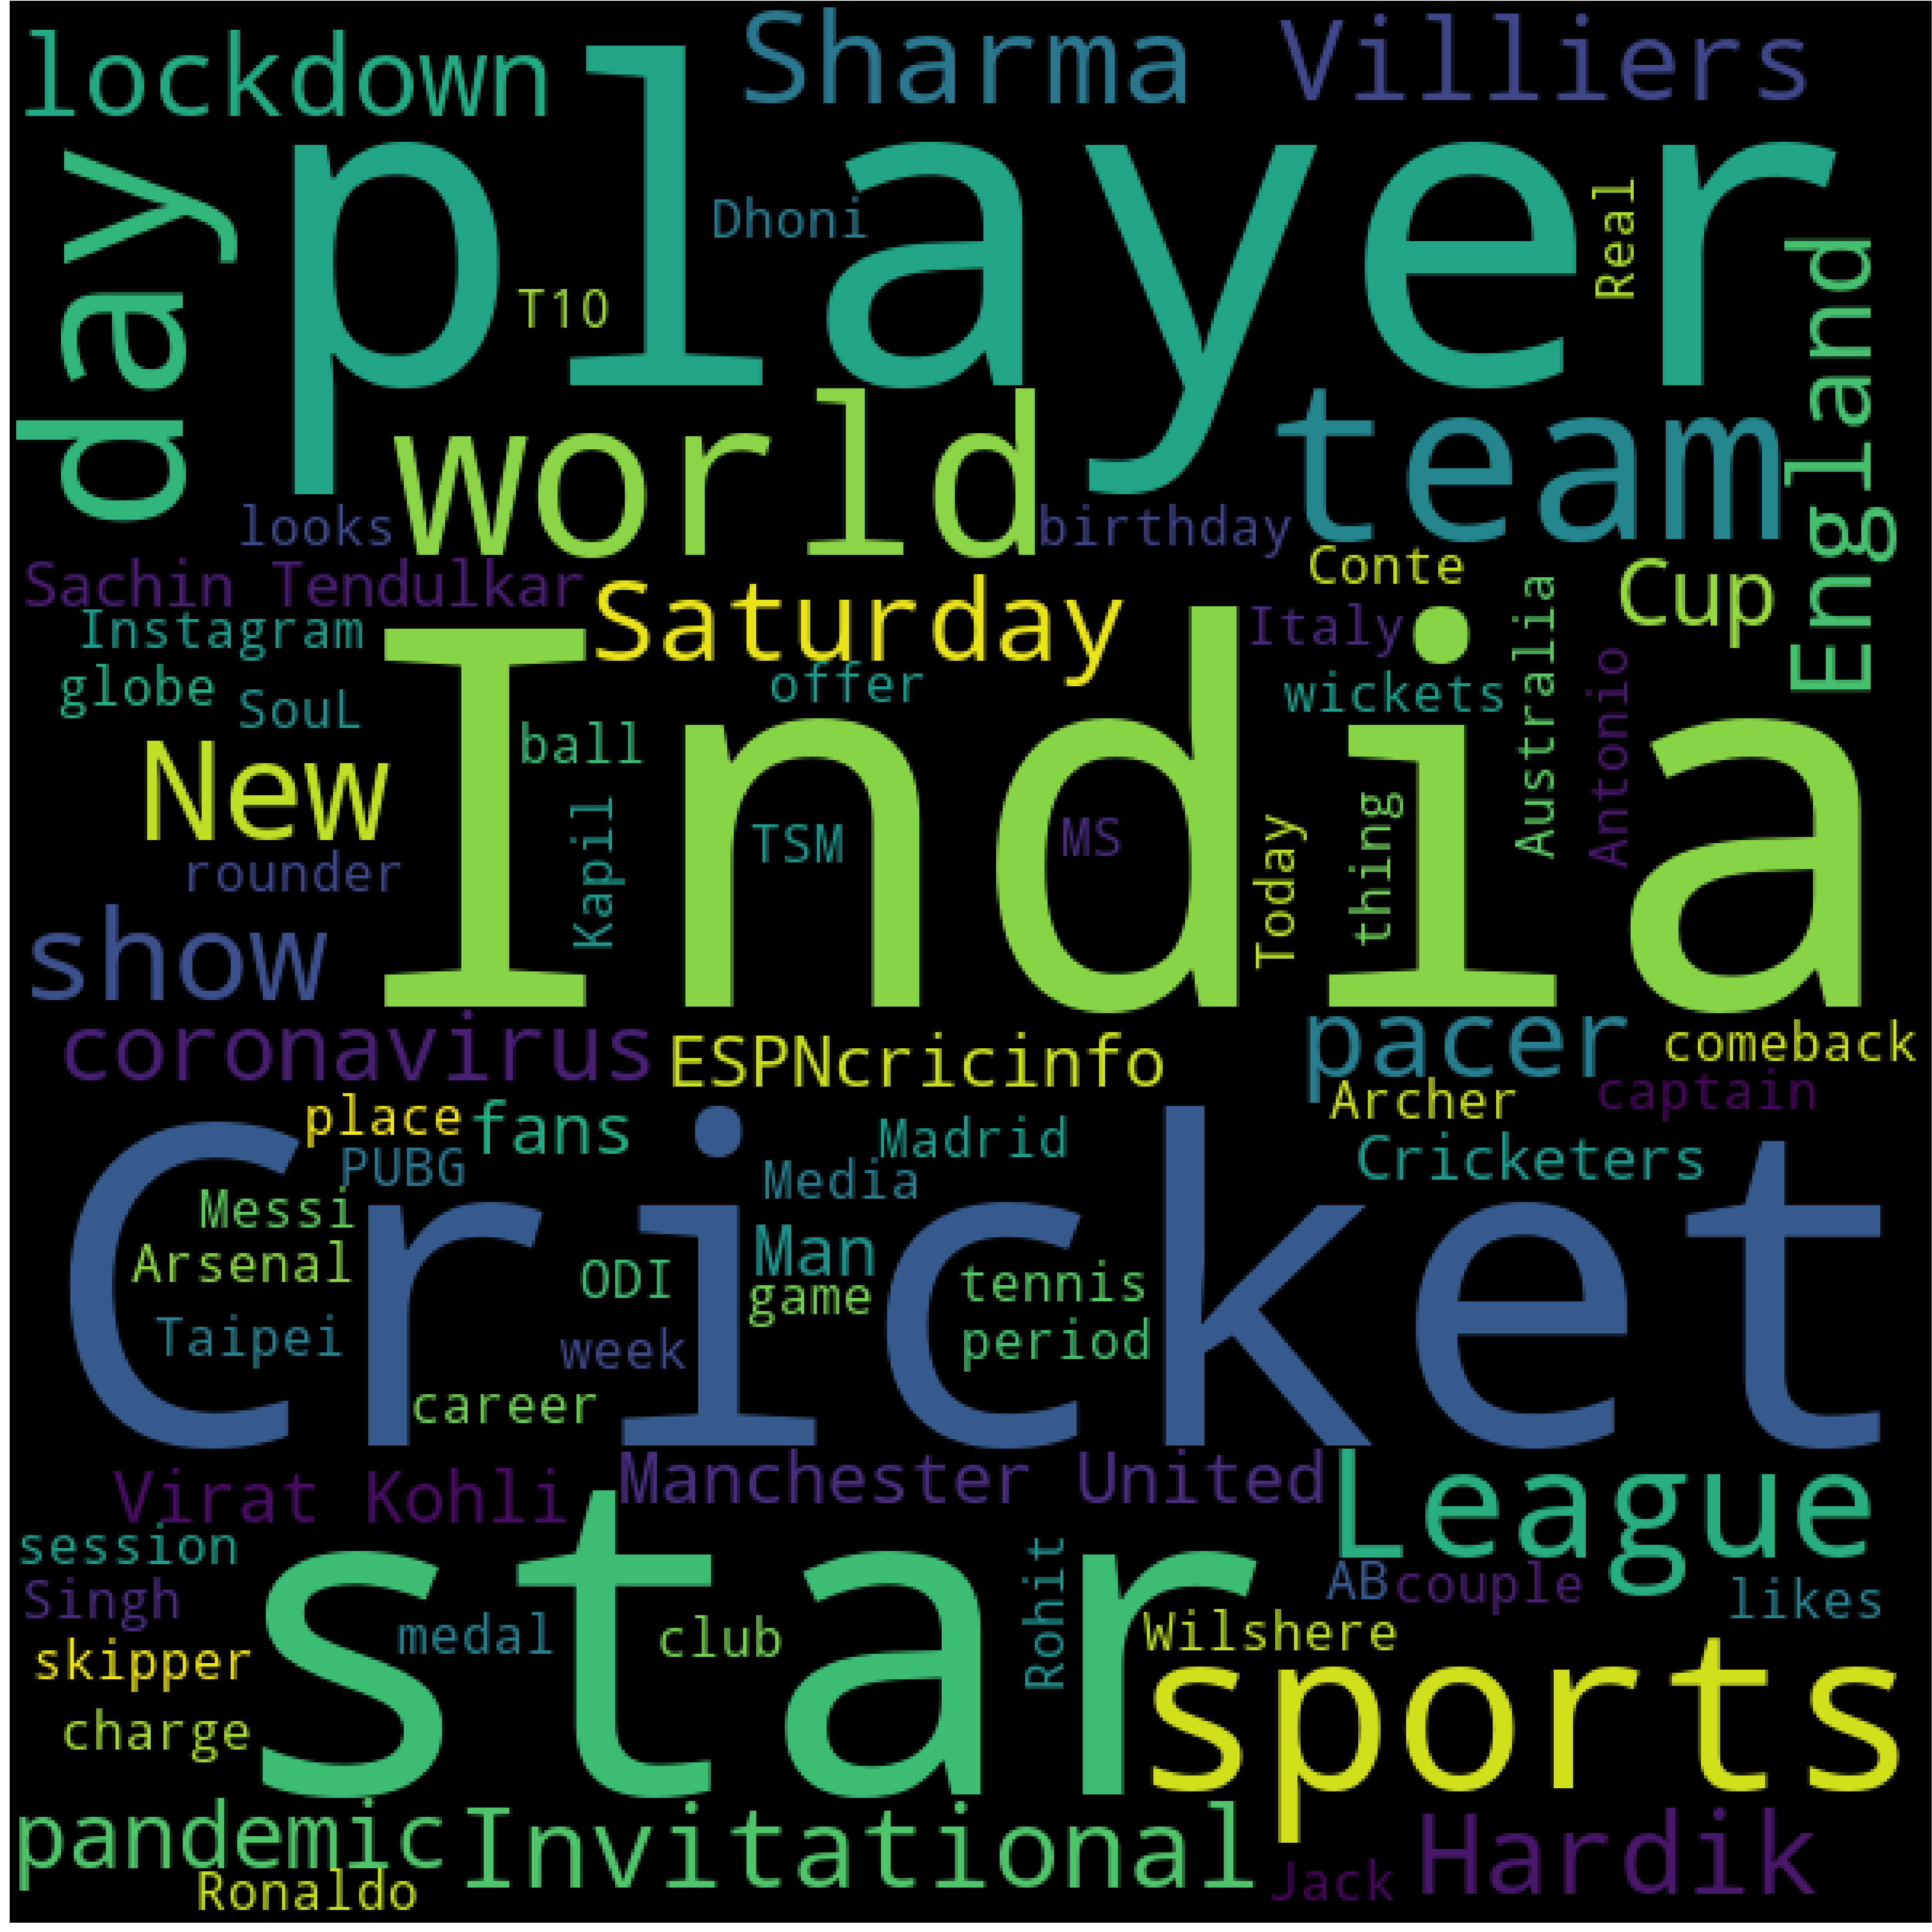 lockdown
Sharma
Villiers
day
player
Dhoni
Real
T10
England
world
team
looks
birthday
Conte
Sachin Tendulkar
Saturday
Cup
Instagram
Italy
Australia
globe
SouL
offer
wickets
Antonio
India
New
ball
TSM
MS
Kapil
Today
thing
rounder
show
coronavirus
ESPNcricinfo
pacer
comeback
Archer
captain
place
fans
Madrid
Cricketers
PUBG
Media
Cricket
Messi
Arsenal
Man
ODI
game
tennis
Taipei
week
period
career
Virat Kohli
Manchester United
League
session
star
Rohit
AB
couple
likes
Singh
medal
club
Wilshere
skipper
sports
charge
pandemic
Invitational
Hardik
Ronaldo
Jack